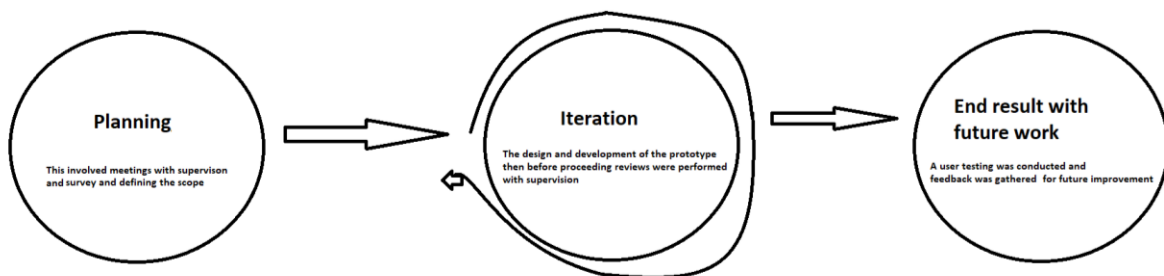 Planning
This involved meetings with supervison
and survey and defining the scope
Iteration
The design and development of the prototype
then before proceeding reviews were performed
with supervision
End result with
future work
A user testing was conducted and
feedback was gathered for future improvement